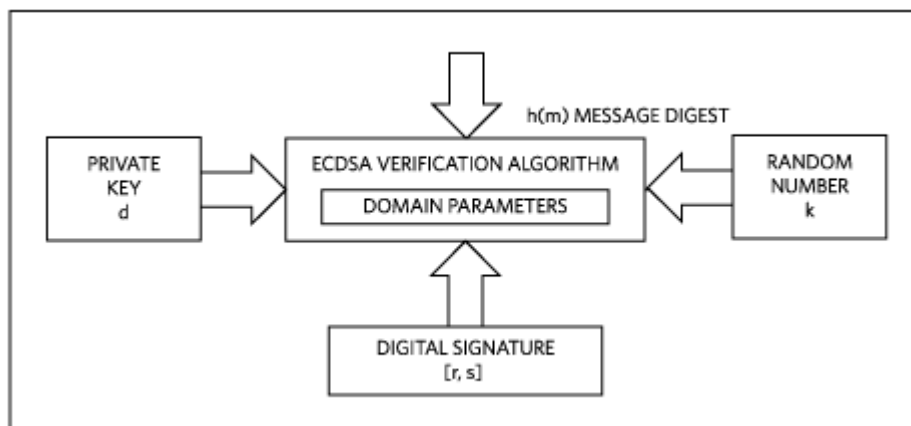 h(m) MESSAGE DIGEST
PRIVATE
KEY
d
ECDSA VERIFICATION ALGORITHM
DOMAIN PARAMETERS
RANDOM
NUMBER
k
DIGITAL SIGNATURE
[r, s]